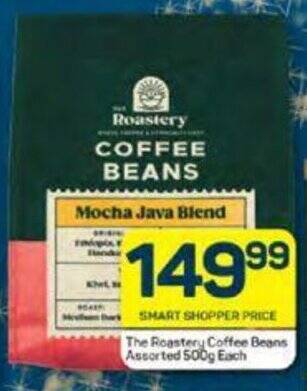 THE
Roastery
COFFEE
BEANS
Mocha Java Blend
Ethiopia,
Kiwi,
ROAST:
Medium Dark
149.99
SMART SHOPPER PRICE
The Roastery Coffee Beans
Assorted 500g Each